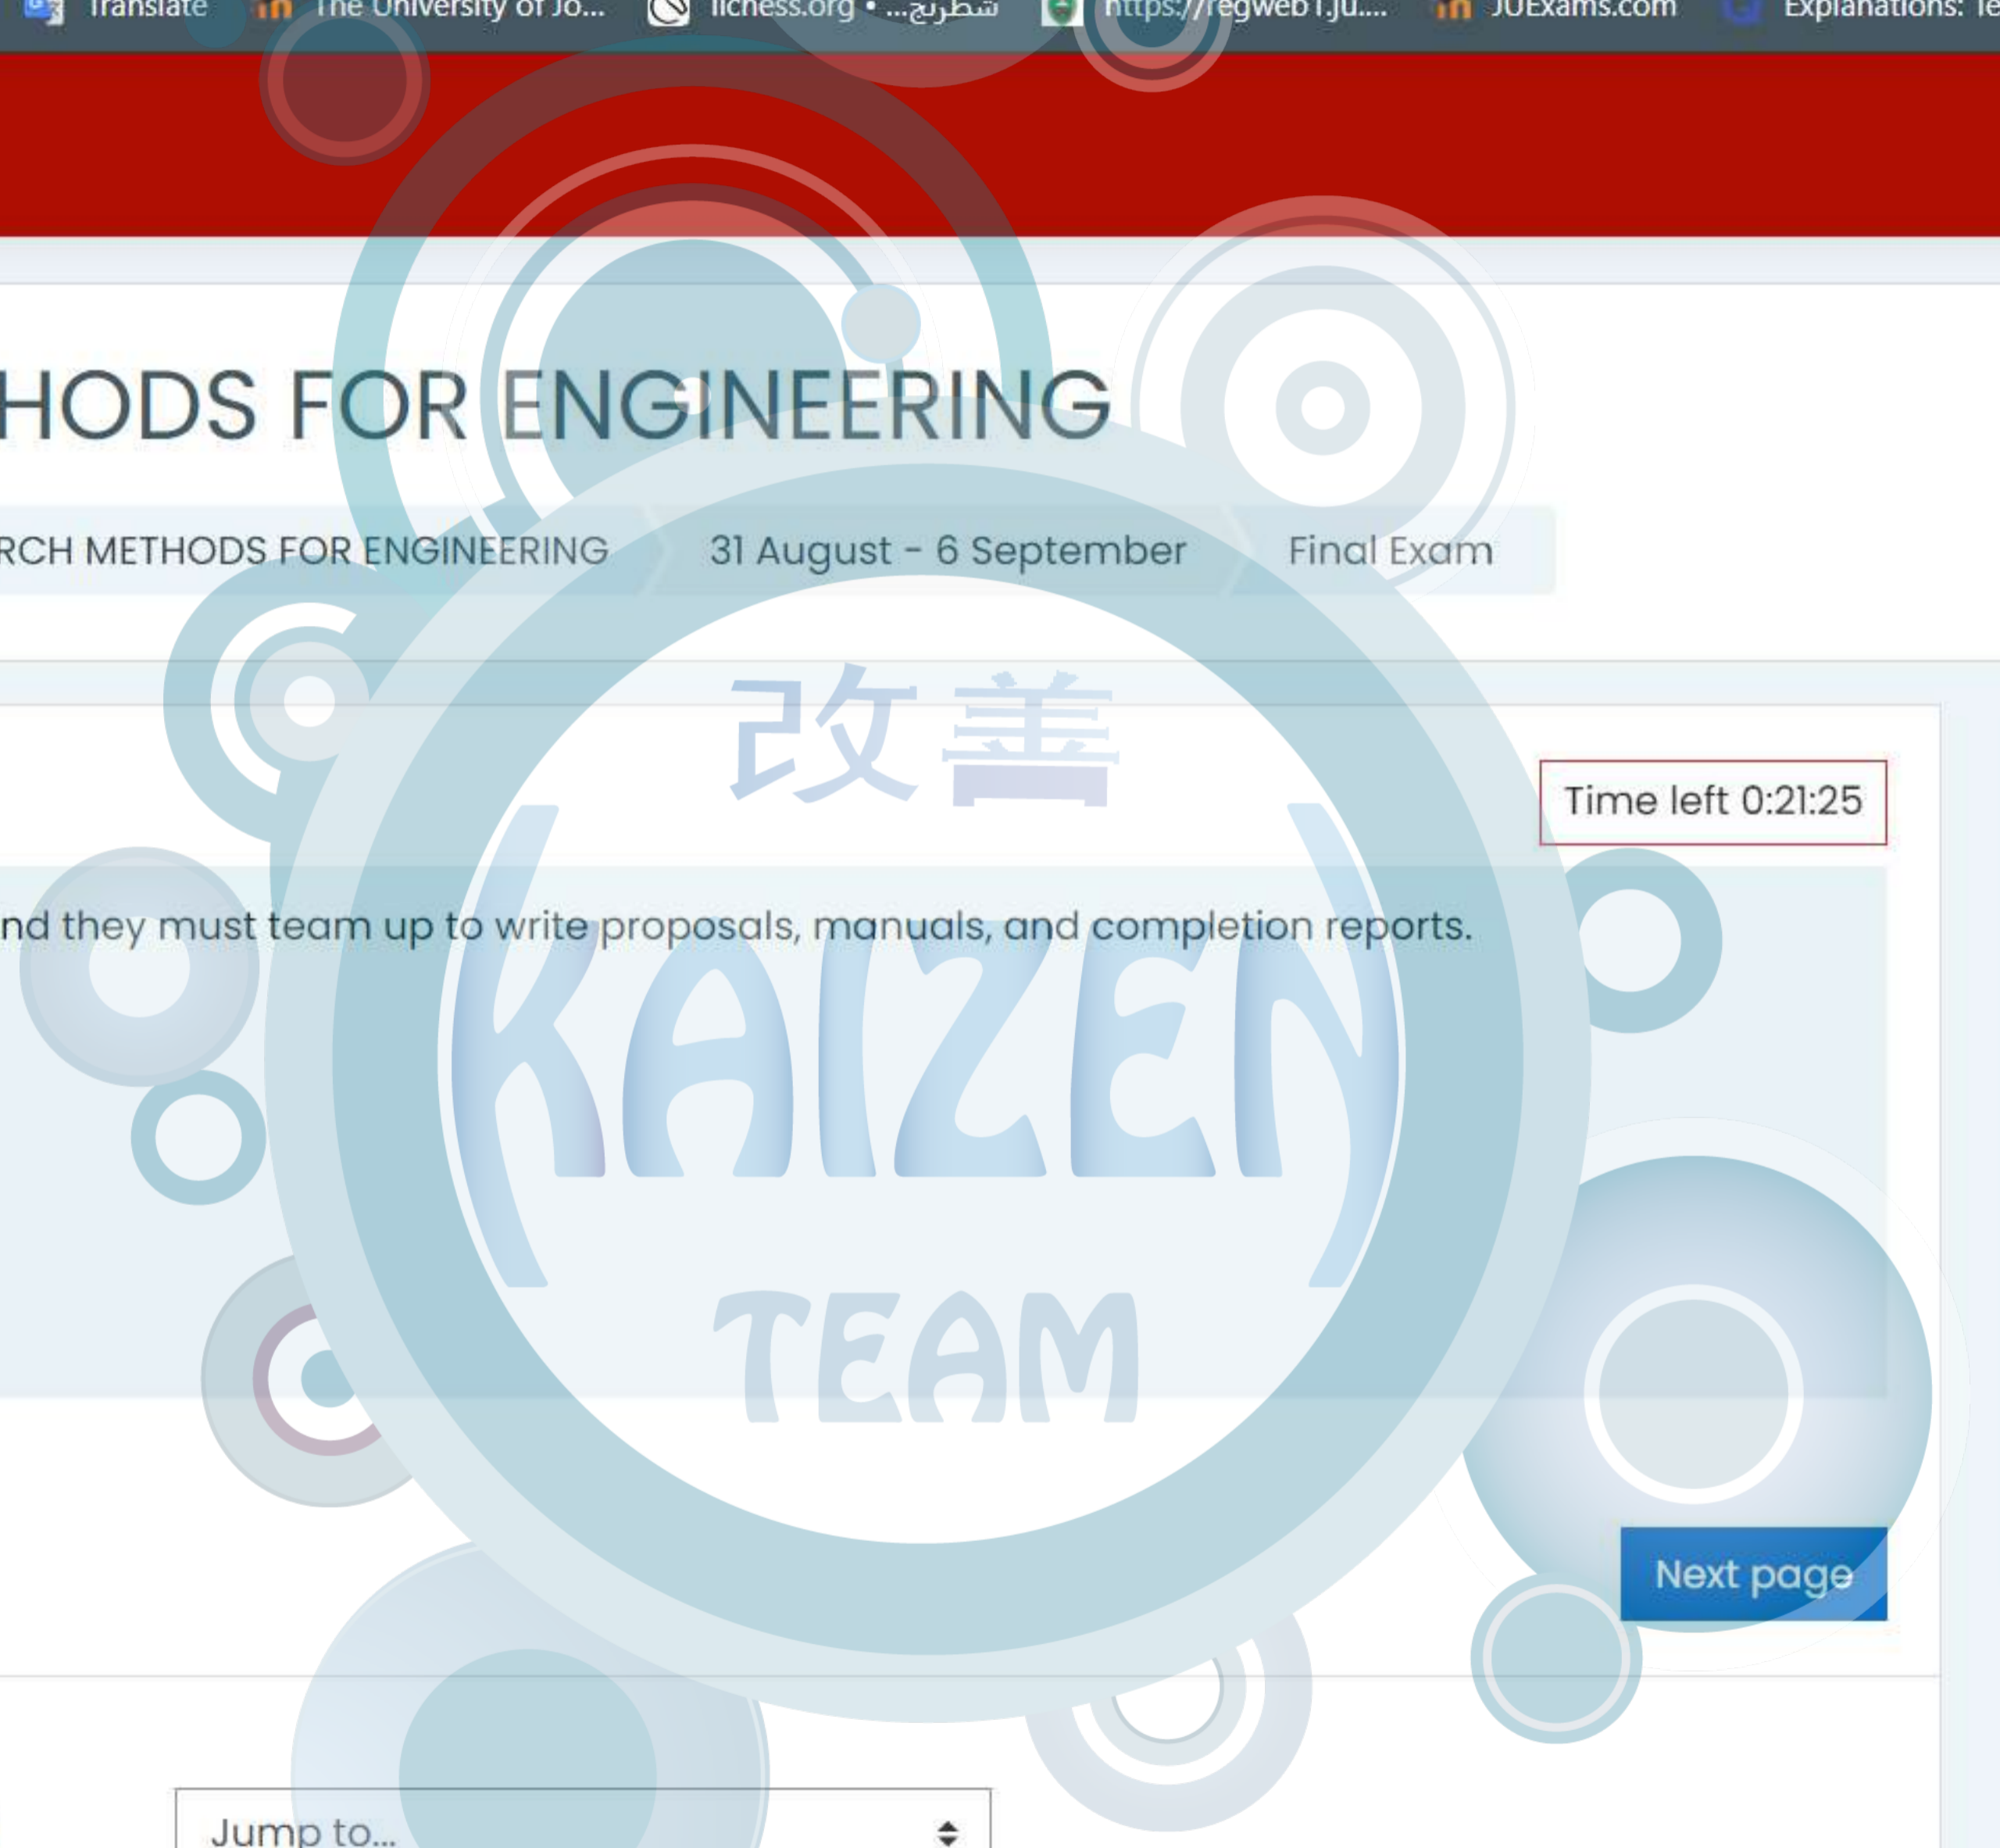 Translate The University of Jo... lichess.org • ...شطرنج https://regweb1.ju.... JUExams.com Explanations: Te
HODS FOR ENGINEERING
RCH METHODS FOR ENGINEERING 31 August - 6 September Final Exam
改善
Time left 0:21:25
nd they must team up to write proposals, manuals, and completion reports.
KAIZEN
TEAM
Next page
Jump to...